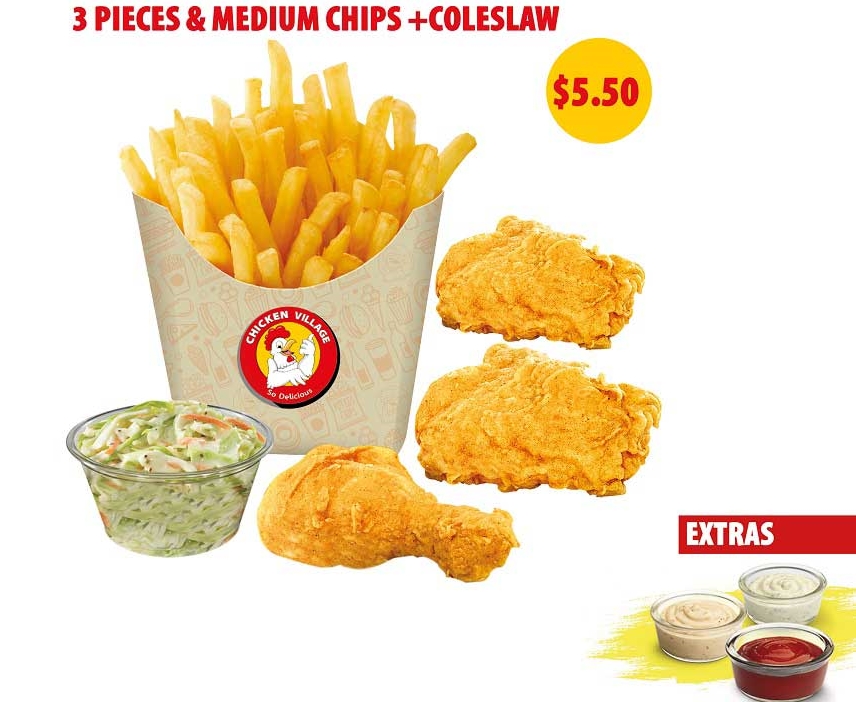 3 PIECES & MEDIUM CHIPS +COLESLAW
$5.50
CHICKEN VILLAGE
So Delicious
EXTRAS